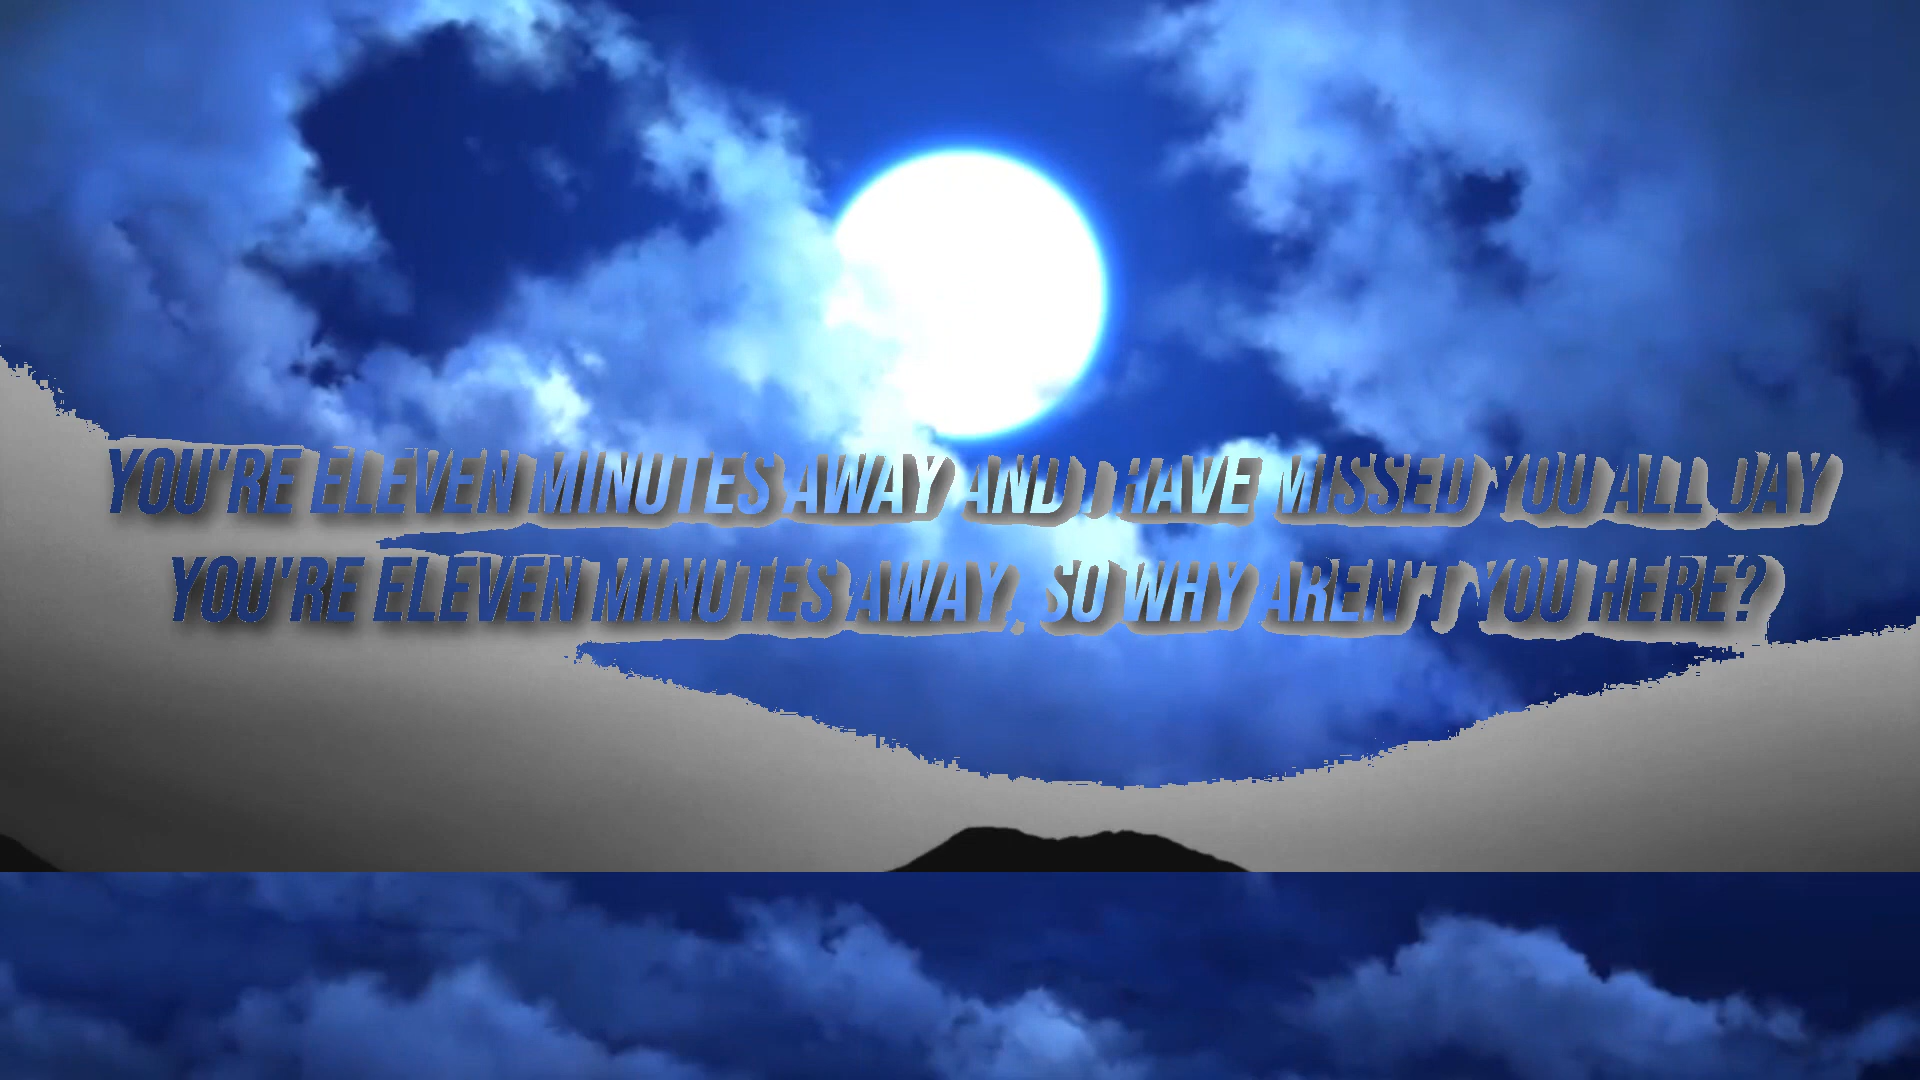 YOU'RE ELEVEN MINUTES AWAY AND I HAVE MISSED YOU ALL DAY
YOU'RE ELEVEN MINUTES AWAY, SO WHY AREN'T YOU HERE?